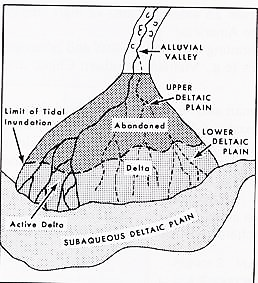 ALLUVIAL
VALLEY
UPPER
DELTAIC
PLAIN
Limit of Tidal
Inundation
Abandoned
LOWER
DELTAIC
PLAIN
Delta
Active Delta
SUBAQUEOUS DELTAIC PLAIN